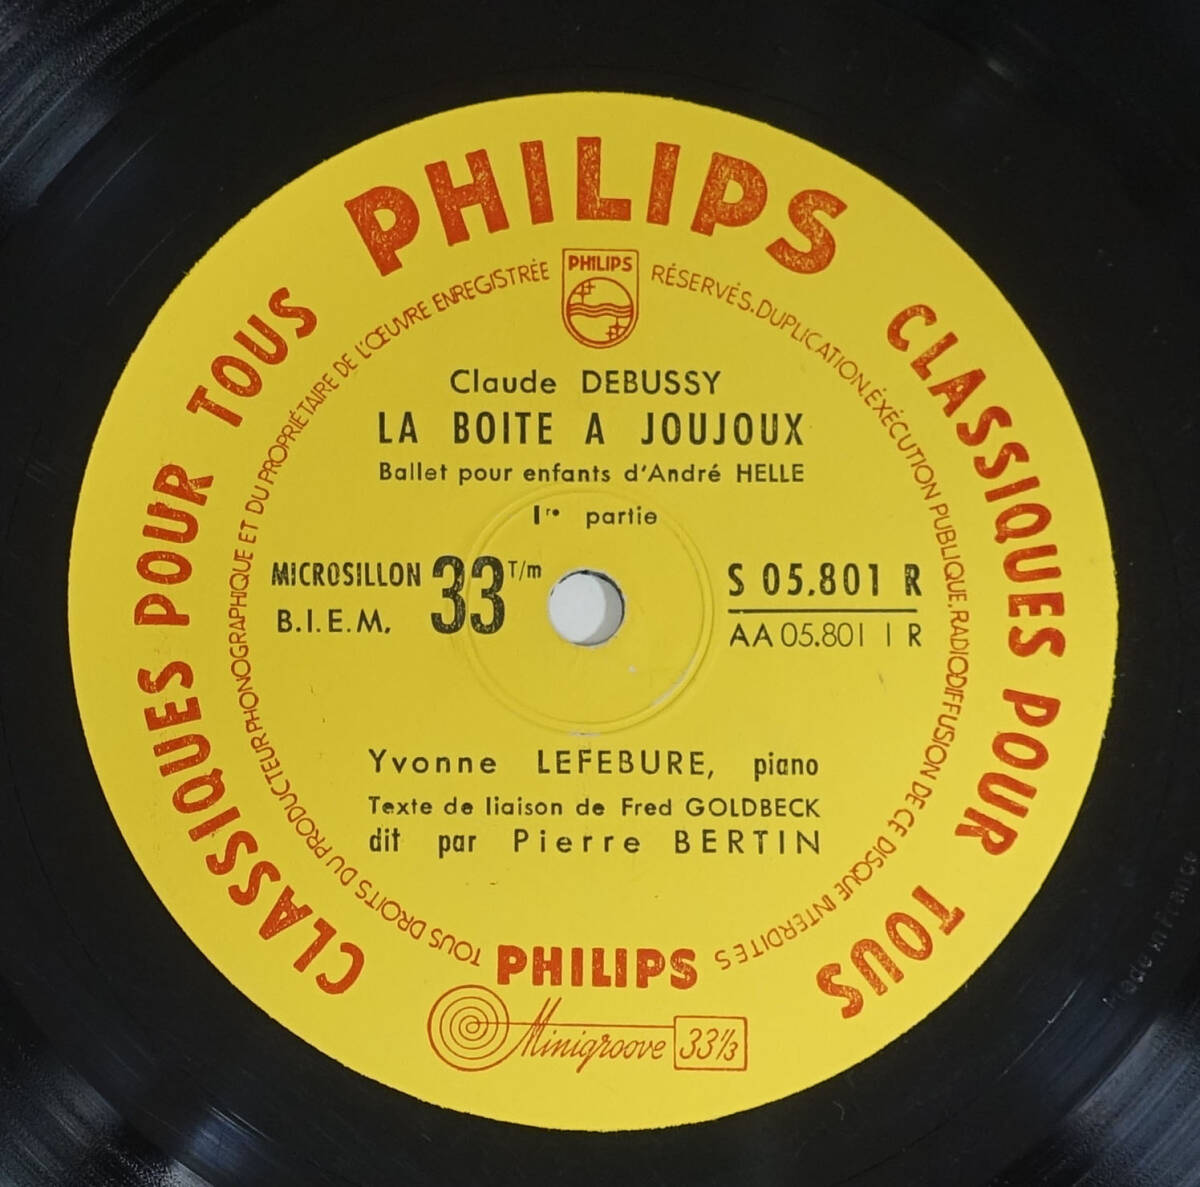 PHILIPS
CLASSIQUES POUR TOUS
CLASSIQUES POUR TOUS
TOUS DROITS DU PRODUCTEUR PHONOGRAPHIQUE ET DU PROPRIÉTAIRE DE L'ŒUVRE ENREGISTRÉE RÉSERVÉS. DUPLICATION, EXÉCUTION PUBLIQUE, RADIODIFFUSION DE CE DISQUE INTERDITES
PHILIPS
Claude DEBUSSY
LA BOITE A JOUJOUX
Ballet pour enfants d'André HELLE
1re partie
MICROSILLON 33 T/m
B.I.E.M.
S 05.801 R
AA 05.801 1 R
Yvonne LEFEBURE, piano
Texte de liaison de Fred GOLDBECK
dit par Pierre BERTIN
PHILIPS
Minigroove 33 1/3
Made in France